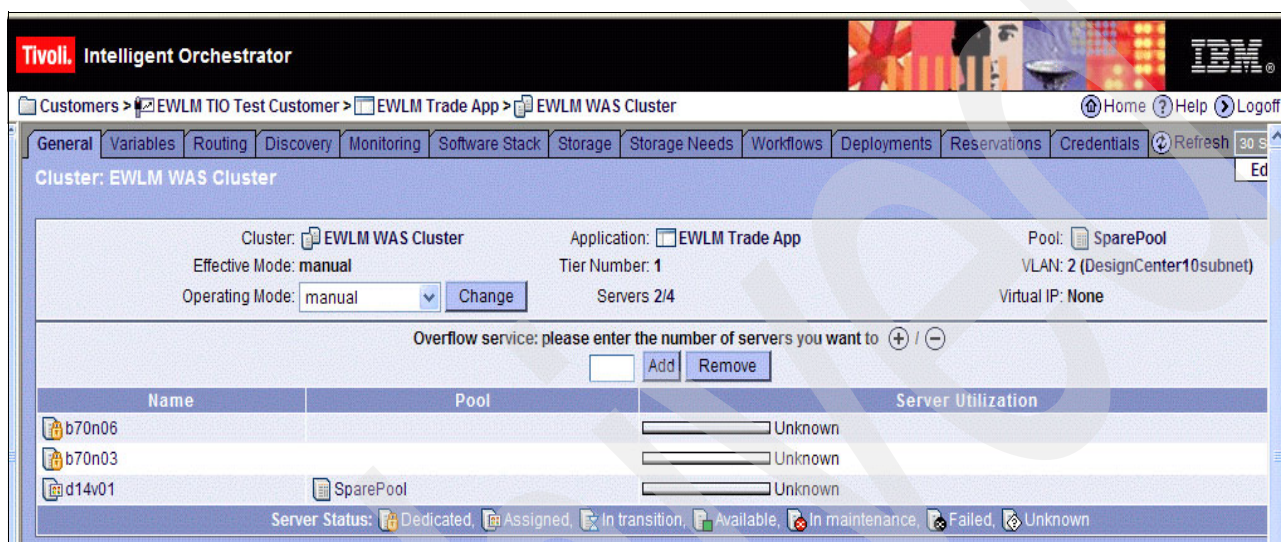 Tivoli. Intelligent Orchestrator IBM®
Customers > EWLM TIO Test Customer > EWLM Trade App > EWLM WAS Cluster Home Help Logoff
General Variables Routing Discovery Monitoring Software Stack Storage Storage Needs Workflows Deployments Reservations Credentials Refresh 30 S
Cluster: EWLM WAS Cluster Ed
Cluster: EWLM WAS Cluster Application: EWLM Trade App Pool: SparePool
Effective Mode: manual Tier Number: 1 VLAN: 2 (DesignCenter10subnet)
Operating Mode: manual Change Servers 2/4 Virtual IP: None
Overflow service: please enter the number of servers you want to + / -
Add Remove
Name Pool Server Utilization
b70n06 Unknown
b70n03 Unknown
d14v01 SparePool Unknown
Server Status: Dedicated, Assigned, In transition, Available, In maintenance, Failed, Unknown